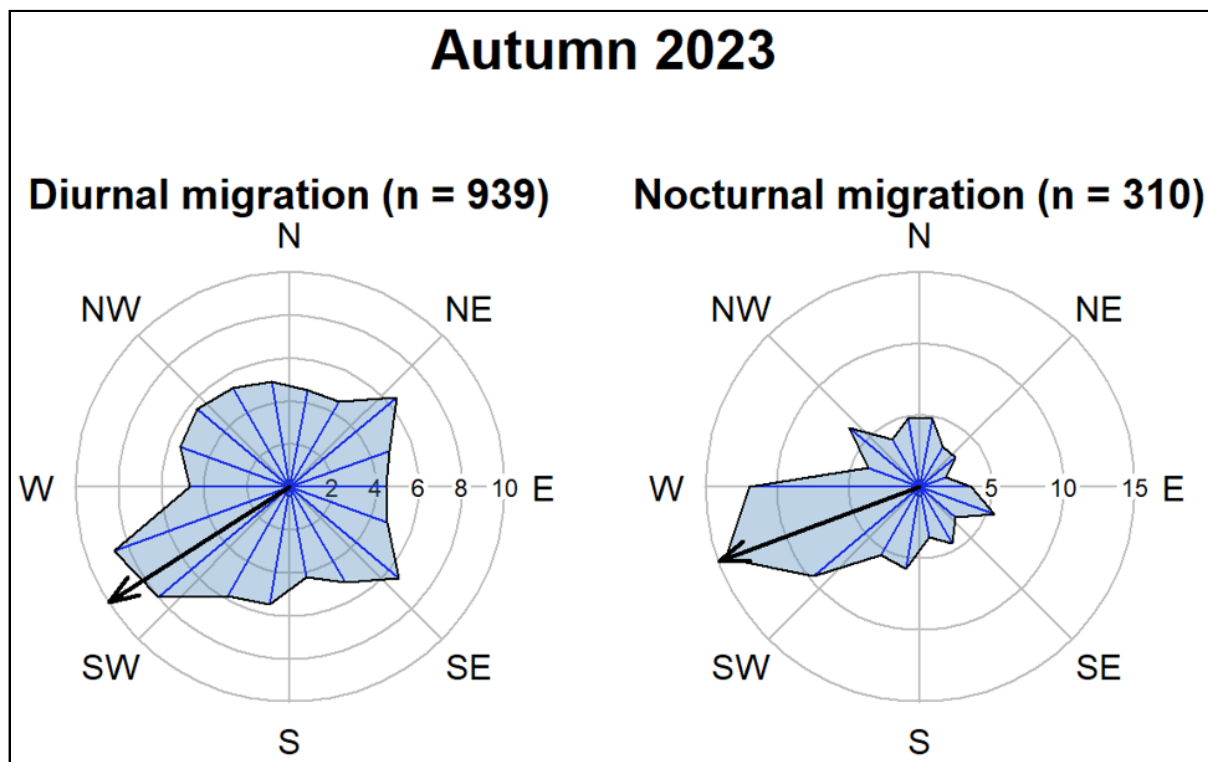 Autumn 2023
Diurnal migration (n = 939)
N
NW
NE
W
2 4 6 8 10
E
SW
SE
S
Nocturnal migration (n = 310)
N
NW
NE
W
5 10 15
E
SW
SE
S